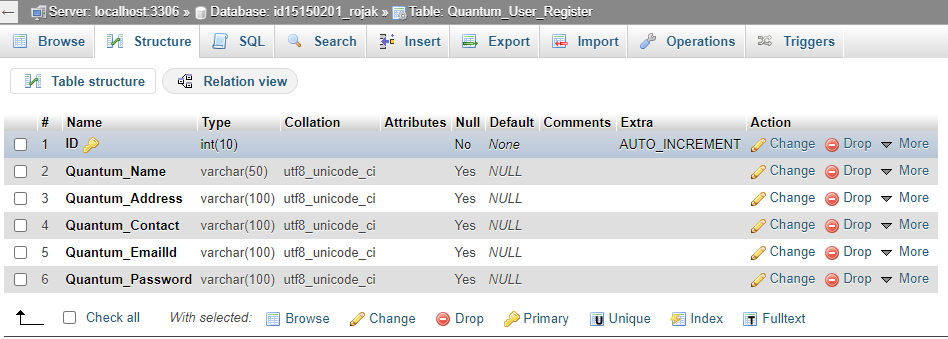 Server: localhost:3306 » Database: id15150201_rojak » Table: Quantum_User_Register
Browse Structure SQL Search Insert Export Import Operations Triggers
Table structure Relation view
# Name Type Collation Attributes Null Default Comments Extra Action
1 ID int(10) No None AUTO_INCREMENT Change Drop More
2 Quantum_Name varchar(50) utf8_unicode_ci Yes NULL Change Drop More
3 Quantum_Address varchar(100) utf8_unicode_ci Yes NULL Change Drop More
4 Quantum_Contact varchar(100) utf8_unicode_ci Yes NULL Change Drop More
5 Quantum_EmailId varchar(100) utf8_unicode_ci Yes NULL Change Drop More
6 Quantum_Password varchar(100) utf8_unicode_ci Yes NULL Change Drop More
Check all With selected: Browse Change Drop Primary Unique Index Fulltext